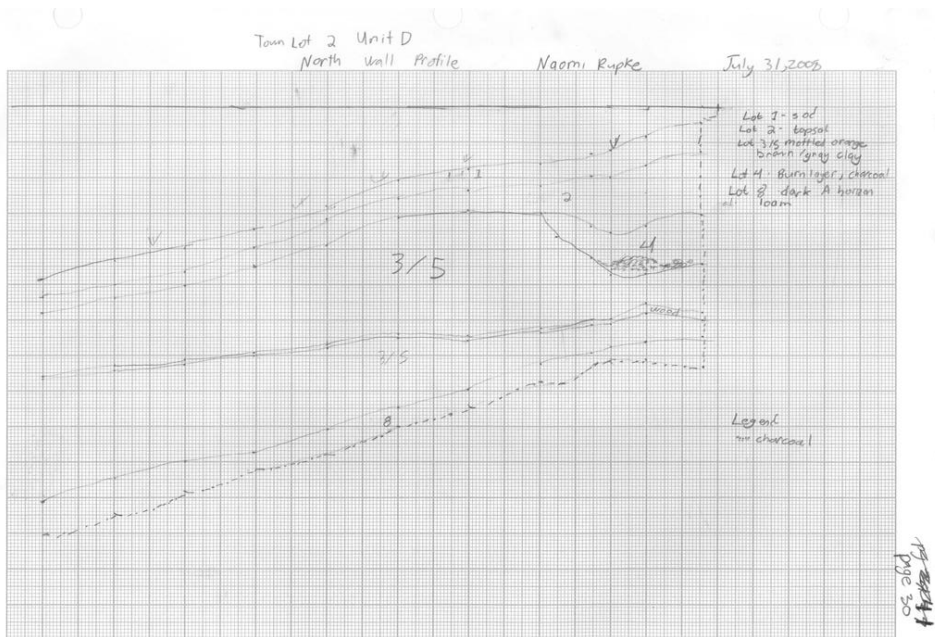 Town Lot 2 Unit D
North Wall Profile
Naomi Rupke
July 31, 2008
Lot 1 - sod
Lot 2 - topsoil
Lot 3/5 mottled orange
brown/gray clay
Lot 4 - Burn layer, charcoal
Lot 8 dark A horizon
loam
1
2
4
3/5
wood
3/5
8
Legend
charcoal
page 30